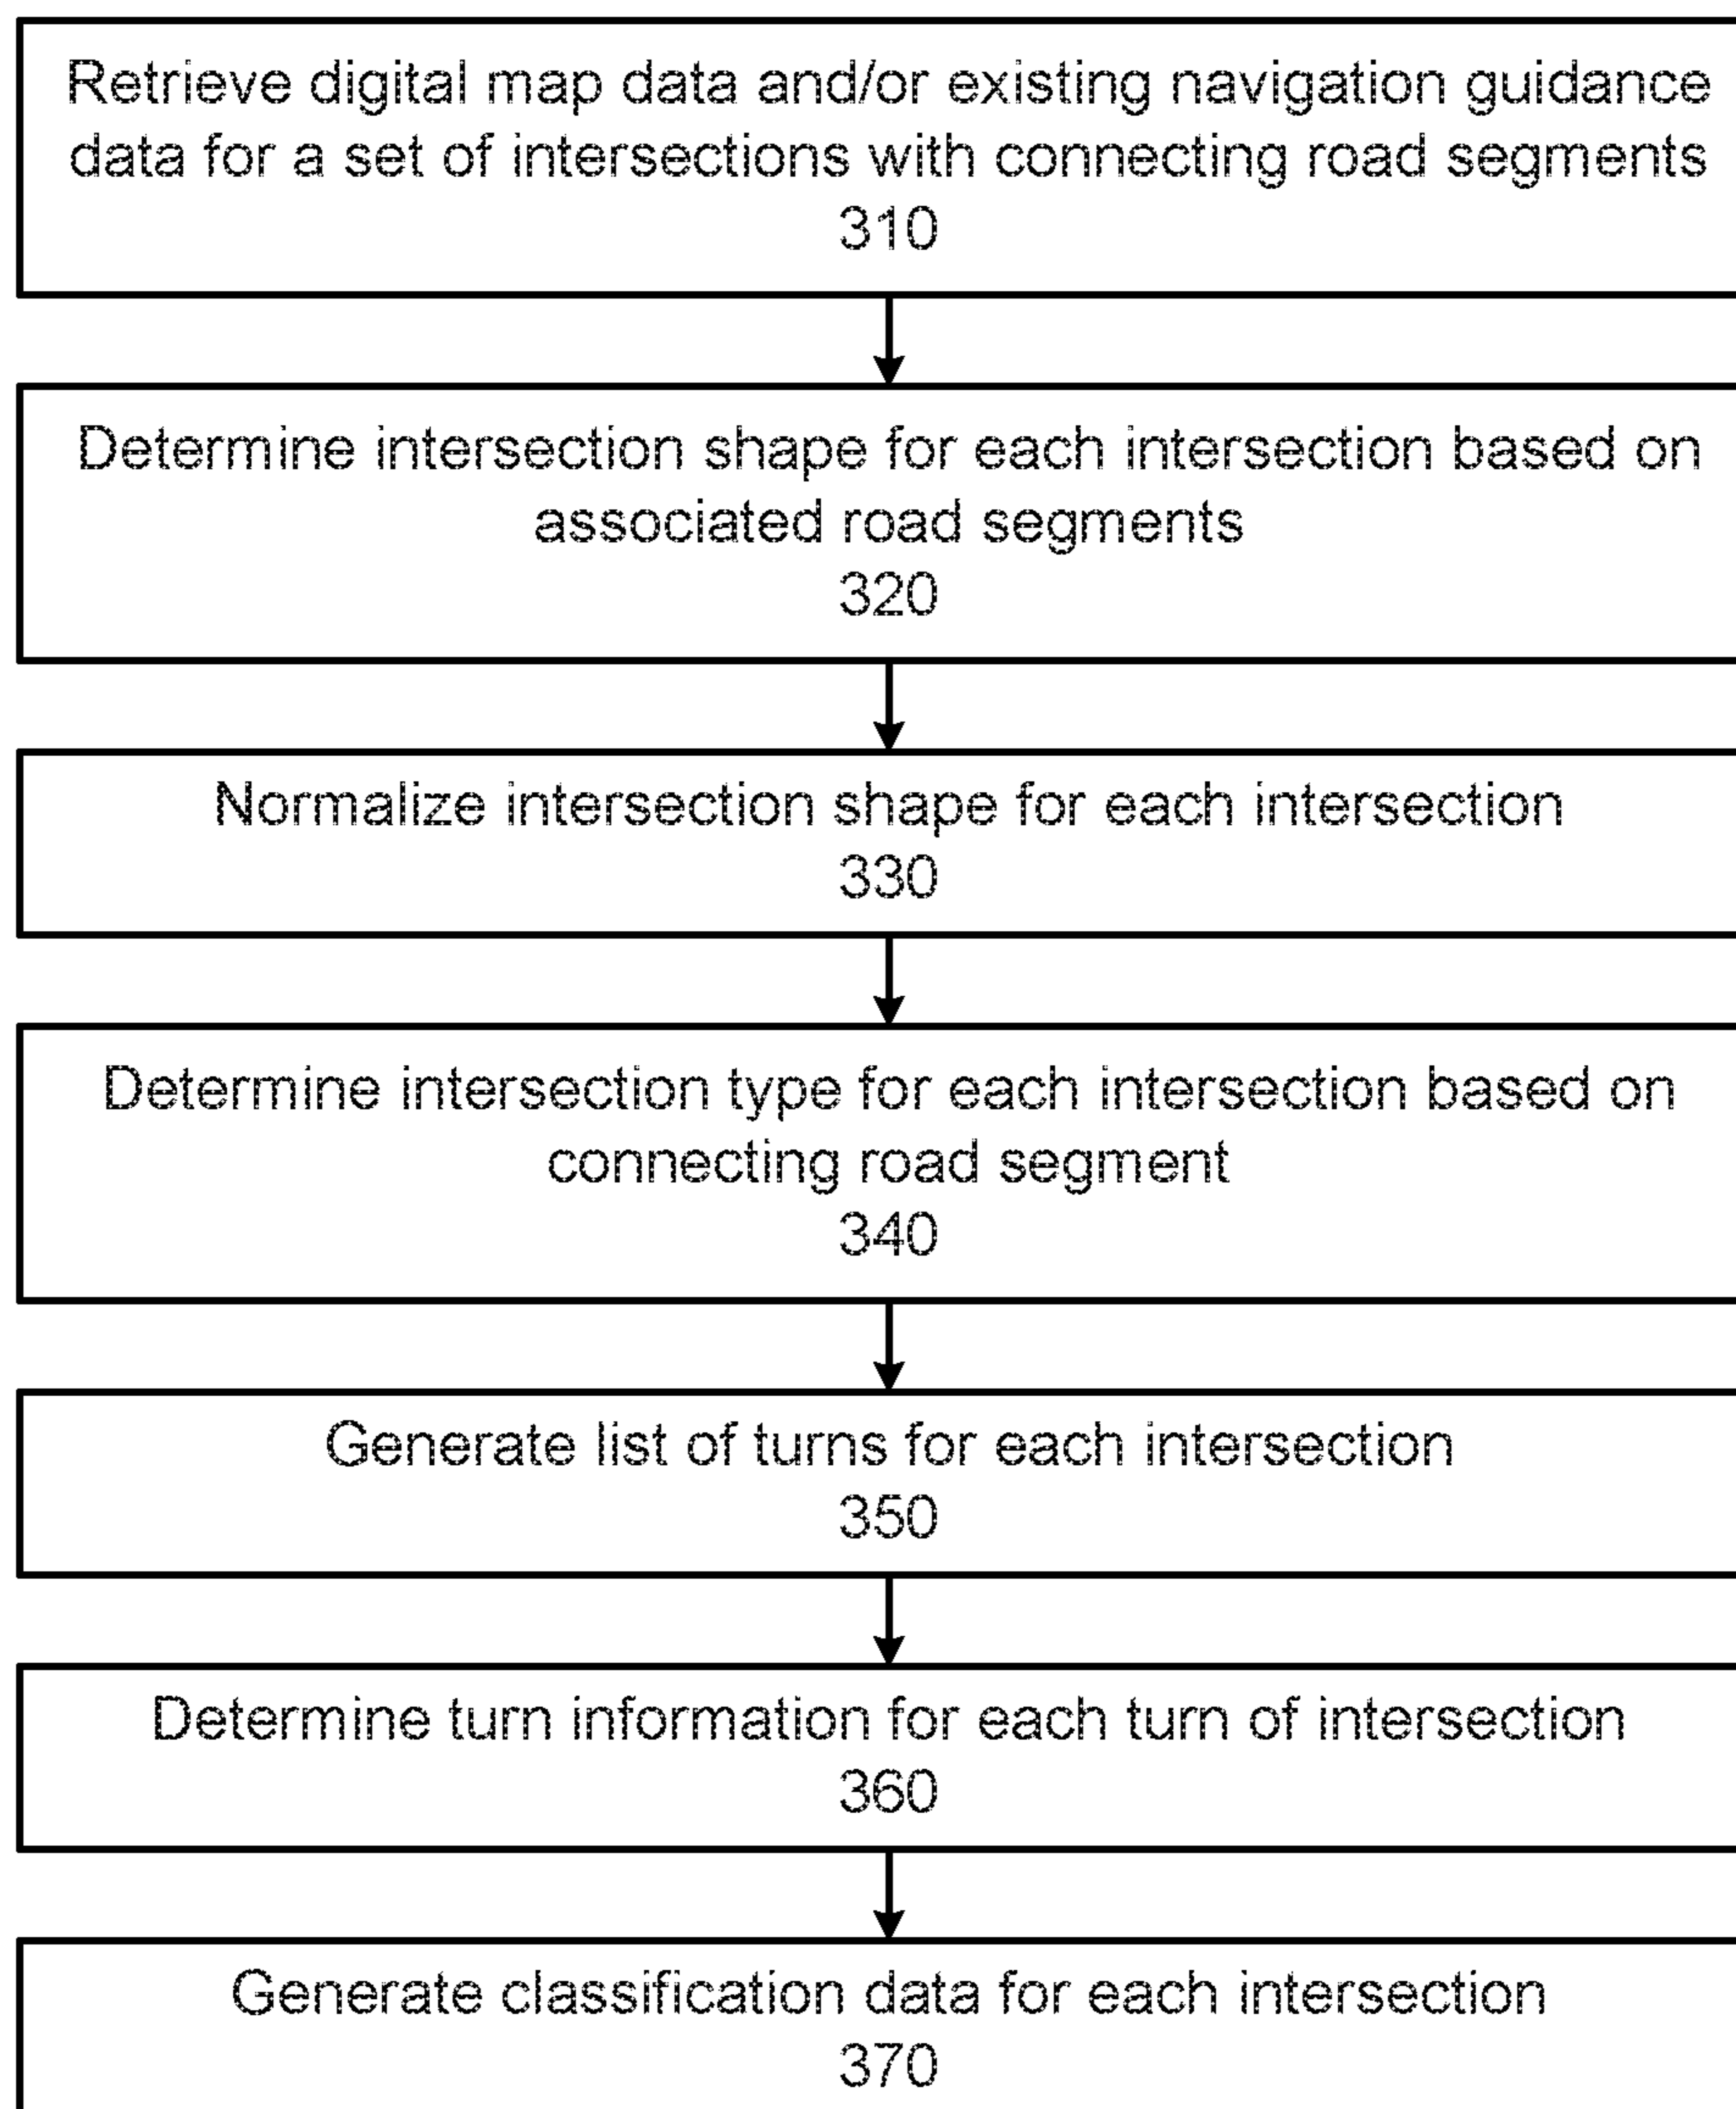 Retrieve digital map data and/or existing navigation guidance
data for a set of intersections with connecting road segments
310
Determine intersection shape for each intersection based on
associated road segments
320
Normalize intersection shape for each intersection
330
Determine intersection type for each intersection based on
connecting road segment
340
Generate list of turns for each intersection
350
Determine turn information for each turn of intersection
360
Generate classification data for each intersection
370